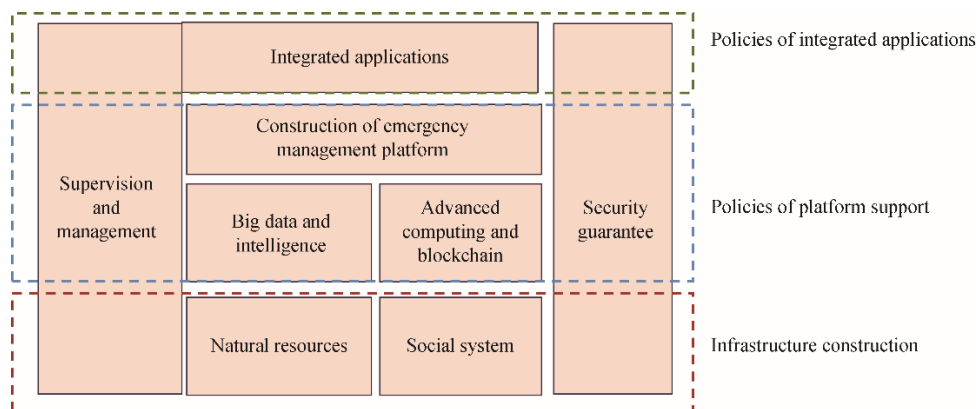 Integrated applications
Policies of integrated applications
Construction of emergency
management platform
Supervision
and
management
Big data and
intelligence
Advanced
computing and
blockchain
Security
guarantee
Policies of platform support
Natural resources
Social system
Infrastructure construction